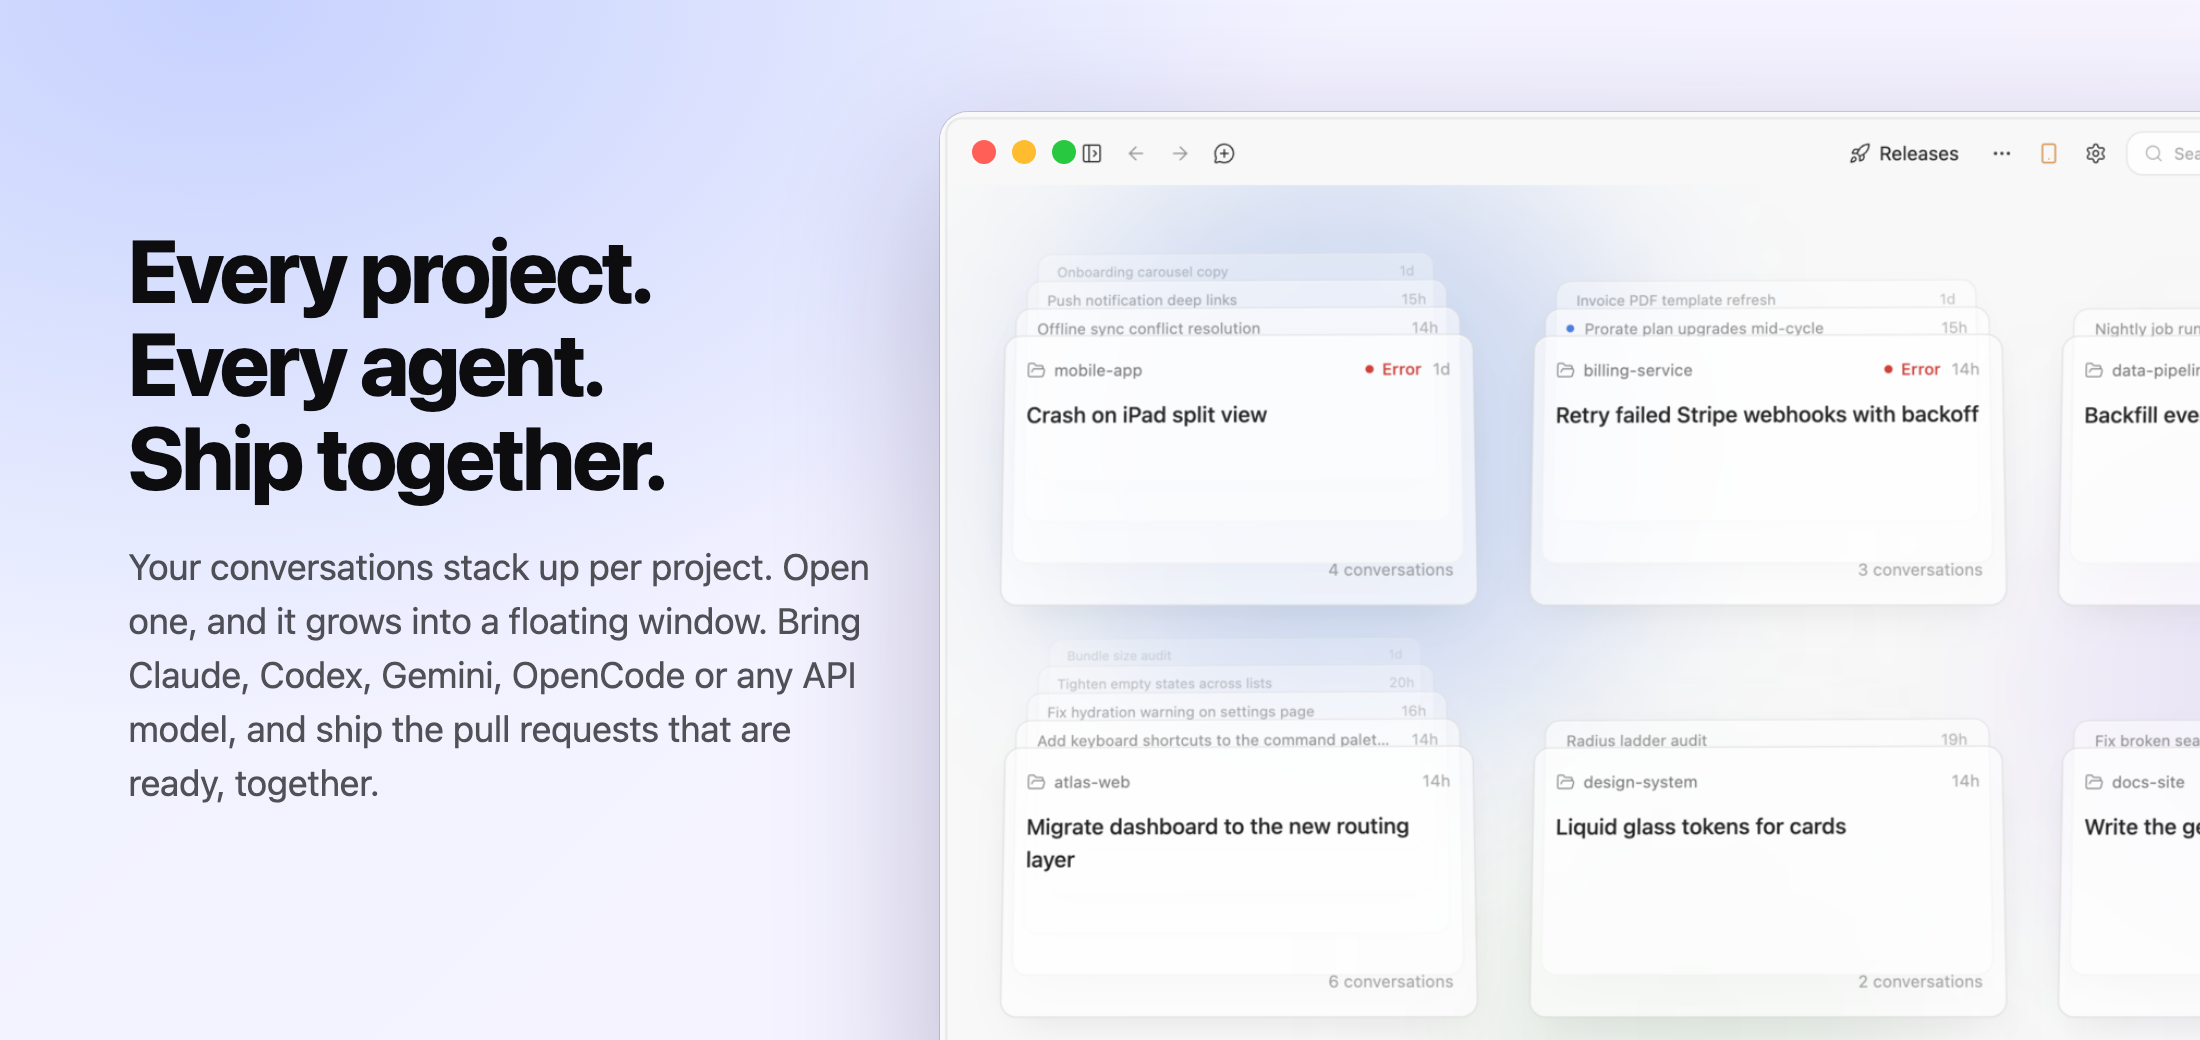 Every project.
Every agent.
Ship together.
Your conversations stack up per project. Open
one, and it grows into a floating window. Bring
Claude, Codex, Gemini, OpenCode or any API
model, and ship the pull requests that are
ready, together.
Releases
Onboarding carousel copy 1d
Push notification deep links 15h
Offline sync conflict resolution 14h
mobile-app Error 1d
Crash on iPad split view
4 conversations
Invoice PDF template refresh 1d
Prorate plan upgrades mid-cycle 15h
billing-service Error 14h
Retry failed Stripe webhooks with backoff
3 conversations
Nightly job
Backfill
Bundle size audit 1d
Tighten empty states across lists 20h
Fix hydration warning on settings page 16h
Add keyboard shortcuts to the command palet... 14h
atlas-web 14h
Migrate dashboard to the new routing
layer
6 conversations
Radius ladder audit 19h
design-system 14h
Liquid glass tokens for cards
2 conversations
Fix broken
docs-site
Write the